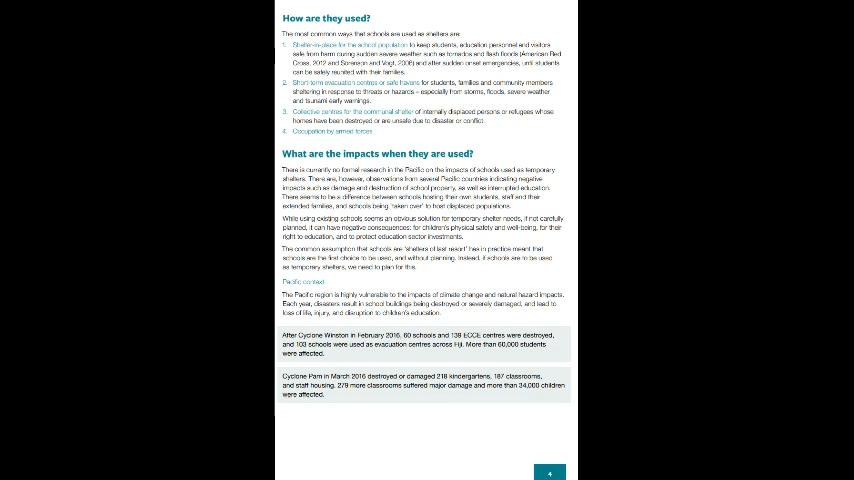 How are they used?
The most common ways that schools are used as shelters are:
1. Shelter-in-place for the school population to keep students, education personnel and visitors
safe from harm during sudden severe weather such as tornados and flash floods (American Red
Cross, 2012 and Sorenson and Vogt, 2006) and after sudden onset emergencies, until students
can be safely reunited with their families.
2. Short-term evacuation centres or safe havens for students, families and community members
sheltering in response to threats or hazards – especially from storms, floods, severe weather
and tsunami early warnings.
3. Collective centres for the communal shelter of internally displaced persons or refugees whose
homes have been destroyed or are unsafe due to disaster or conflict.
4. Occupation by armed forces
What are the impacts when they are used?
There is currently no formal research in the Pacific on the impacts of schools used as temporary
shelters. There are, however, observations from several Pacific countries indicating negative
impacts such as damage and destruction of school property, as well as interrupted education.
There seems to be a difference between schools hosting their own students, staff and their
extended families, and schools being 'taken over' to host displaced populations.
While using existing schools seems an obvious solution for temporary shelter needs, if not carefully
planned, it can have negative consequences: for children's physical safety and well-being, for their
right to education, and to protect education sector investments.
The common assumption that schools are 'shelters of last resort' has in practice meant that
schools are the first choice to be used, and without planning. Instead, if schools are to be used
as temporary shelters, we need to plan for this.
Pacific context
The Pacific region is highly vulnerable to the impacts of climate change and natural hazard impacts.
Each year, disasters result in school buildings being destroyed or severely damaged, and lead to
loss of life, injury, and disruption to children's education.
After Cyclone Winston in February 2016, 60 schools and 139 ECCE centres were destroyed,
and 103 schools were used as evacuation centres across Fiji. More than 60,000 students
were affected.
Cyclone Pam in March 2016 destroyed or damaged 218 kindergartens, 187 classrooms,
and staff housing. 279 more classrooms suffered major damage and more than 34,000 children
were affected.
4